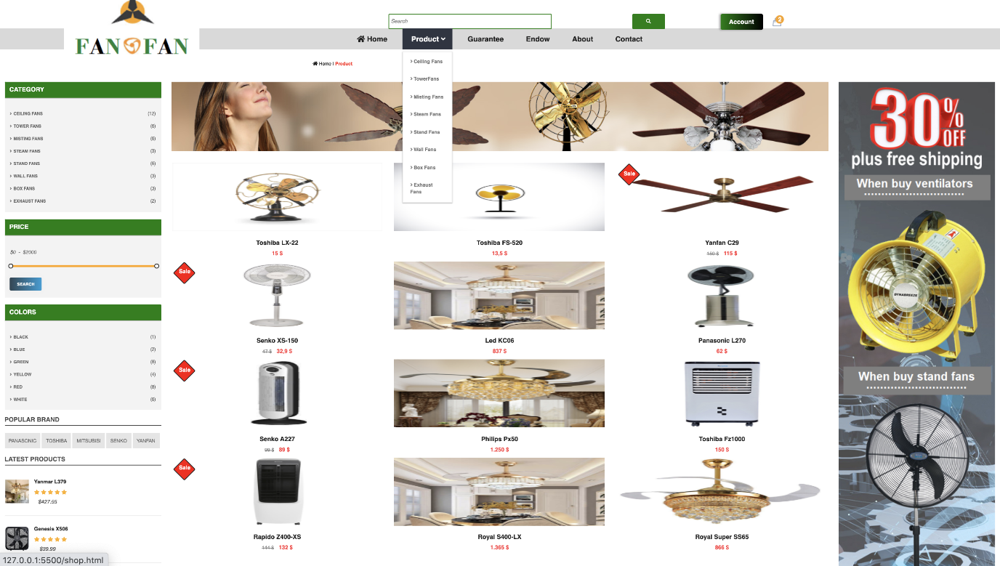 FAN FAN
Search
Account
2
Home
Product
Guarantee
Endow
About
Contact
Home | Product
> Ceiling Fans
> TowerFans
> Misting Fans
> Steam Fans
> Stand Fans
> Wall Fans
> Box Fans
> Exhaust
Fans
CATEGORY
> CEILING FANS (12)
> TOWER FANS (6)
> MISTING FANS (6)
> STEAM FANS (3)
> STAND FANS (6)
> WALL FANS (3)
> BOX FANS (3)
> EXHAUST FANS (2)
PRICE
$0 - $2000
SEARCH
COLORS
> BLACK (1)
> BLUE (2)
> GREEN (8)
> YELLOW (4)
> RED (8)
> WHITE (6)
POPULAR BRAND
PANASONIC TOSHIBA MITSUBISI SENKO YANFAN
LATEST PRODUCTS
Yanmar L379
$427.55
Genesis X506
$39.99
Toshiba LX-22
15 $
Toshiba FS-520
13,5 $
Sale
Yanfan C29
150 $ 115 $
Sale
Senko XS-150
47 $ 32,9 $
Led KC06
837 $
Panasonic L270
62 $
Sale
Senko A227
99 $ 89 $
Philips Px50
1.250 $
Toshiba Fz1000
150 $
Sale
Rapido Z400-XS
144 $ 132 $
Royal S400-LX
1.365 $
Royal Super SS65
866 $
30% OFF
plus free shipping
When buy ventilators
DYNABREEZE
When buy stand fans
127.0.0.1:5500/shop.html